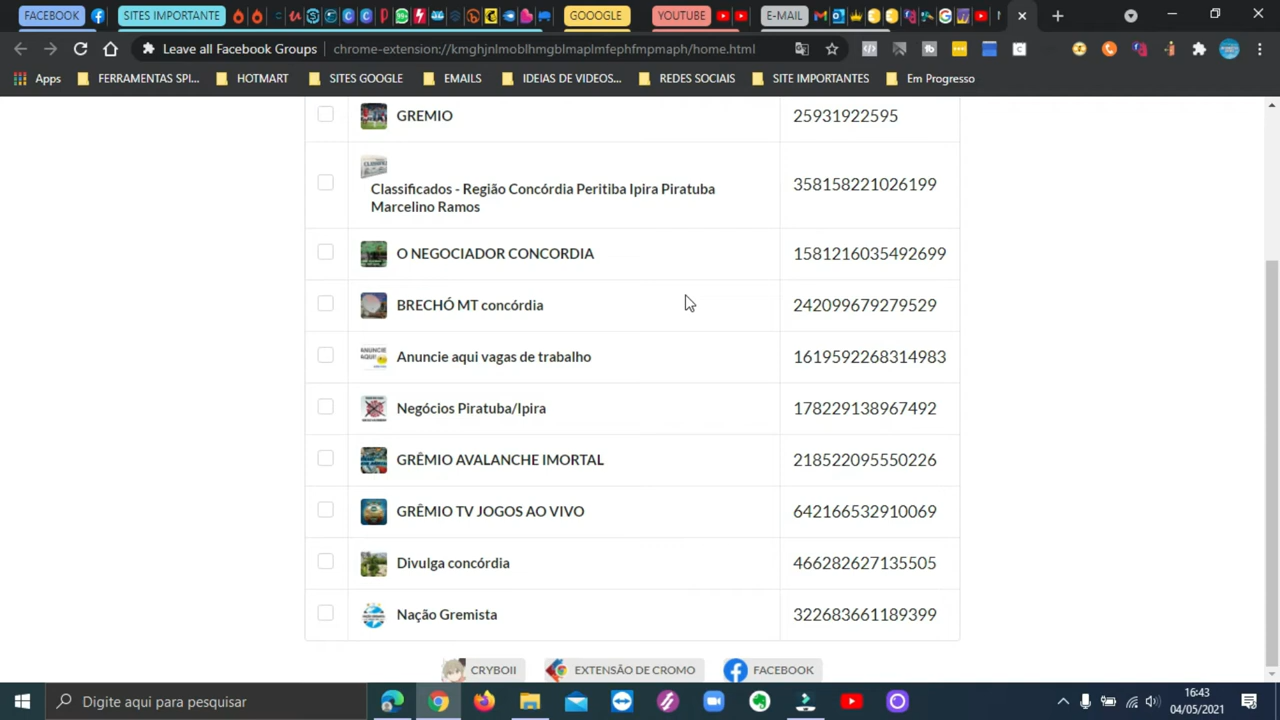 FACEBOOK
SITES IMPORTANTE
GOOOGLE
YOUTUBE
E-MAIL
Leave all Facebook Groups
chrome-extension://kmghjnlmoblhmgblmaplmfephfmpmaph/home.html
Apps
FERRAMENTAS SPI...
HOTMART
SITES GOOGLE
EMAILS
IDEIAS DE VIDEOS...
REDES SOCIAIS
SITE IMPORTANTES
Em Progresso
GREMIO 25931922595
Classificados - Região Concórdia Peritiba Ipira Piratuba 358158221026199
Marcelino Ramos
O NEGOCIADOR CONCORDIA 1581216035492699
BRECHÓ MT concórdia 242099679279529
ANUNCIE
AQUI
Anuncie aqui vagas de trabalho 1619592268314983
Negócios Piratuba/Ipira 178229138967492
GRÊMIO AVALANCHE IMORTAL 218522095550226
GRÊMIO TV JOGOS AO VIVO 642166532910069
Divulga concórdia 466282627135505
Nação Gremista 322683661189399
CRYBOII
EXTENSÃO DE CROMO
FACEBOOK
Digite aqui para pesquisar
16:43
04/05/2021